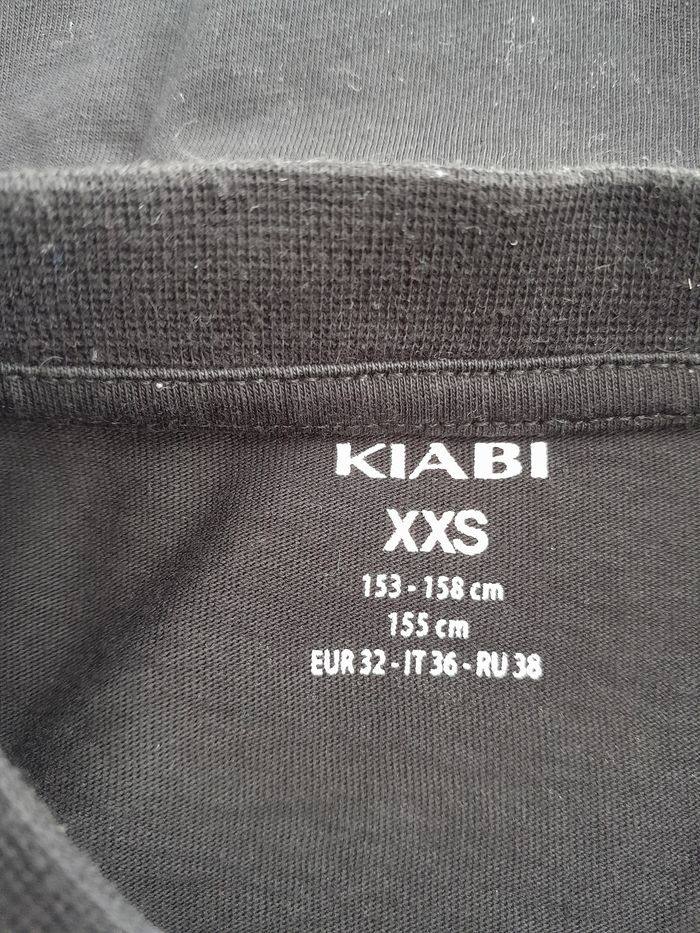 KIABI
XXS
153 - 158 cm
155 cm
EUR 32 - IT 36 - RU 38